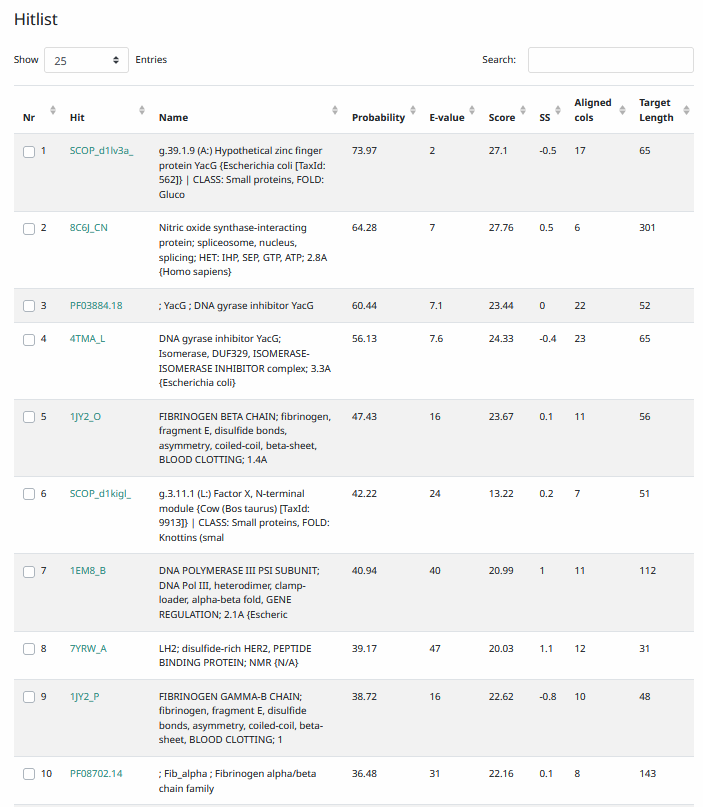 Hitlist
Show 25 Entries Search:
Nr Hit Name Probability E-value Score SS Aligned cols Target Length
1 SCOP_d1lv3a_ g.39.1.9 (A:) Hypothetical zinc finger 73.97 2 27.1 -0.5 17 65
protein YacG {Escherichia coli [TaxId:
562]} | CLASS: Small proteins, FOLD:
Gluco
2 8C6J_CN Nitric oxide synthase-interacting 64.28 7 27.76 0.5 6 301
protein; spliceosome, nucleus,
splicing; HET: IHP, SEP, GTP, ATP; 2.8A
{Homo sapiens}
3 PF03884.18 ; YacG ; DNA gyrase inhibitor YacG 60.44 7.1 23.44 0 22 52
4 4TMA_L DNA gyrase inhibitor YacG; 56.13 7.6 24.33 -0.4 23 65
Isomerase, DUF329, ISOMERASE-
ISOMERASE INHIBITOR complex; 3.3A
{Escherichia coli}
5 1JY2_O FIBRINOGEN BETA CHAIN; fibrinogen, 47.43 16 23.67 0.1 11 56
fragment E, disulfide bonds,
asymmetry, coiled-coil, beta-sheet,
BLOOD CLOTTING; 1.4A
6 SCOP_d1kigl_ g.3.11.1 (L:) Factor X, N-terminal 42.22 24 13.22 0.2 7 51
module {Cow (Bos taurus) [TaxId:
9913]} | CLASS: Small proteins, FOLD:
Knottins (smal
7 1EM8_B DNA POLYMERASE III PSI SUBUNIT; 40.94 40 20.99 1 11 112
DNA Pol III, heterodimer, clamp-
loader, alpha-beta fold, GENE
REGULATION; 2.1A {Escheric
8 7YRW_A LH2; disulfide-rich HER2, PEPTIDE 39.17 47 20.03 1.1 12 31
BINDING PROTEIN; NMR {N/A}
9 1JY2_P FIBRINOGEN GAMMA-B CHAIN; 38.72 16 22.62 -0.8 10 48
fibrinogen, fragment E, disulfide
bonds, asymmetry, coiled-coil, beta-
sheet, BLOOD CLOTTING; 1
10 PF08702.14 ; Fib_alpha ; Fibrinogen alpha/beta 36.48 31 22.16 0.1 8 143
chain family